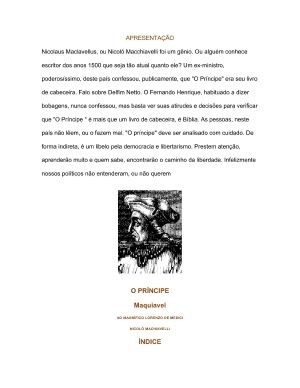 APRESENTAÇÃO
Nicolaus Maclavellus, ou Nicoló Macchiavelli foi um gênio. Ou alguém conhece
escritor dos anos 1500 que seja tão atual quanto ele? Um ex-ministro,
poderosíssimo, deste país confessou, publicamente, que "O Príncipe" era seu livro
de cabeceira. Falo sobre Delfim Netto. O Fernando Henrique, habituado a dizer
bobagens, nunca confessou, mas basta ver suas atitudes e decisões para verificar
que "O Príncipe " é mais que um livro de cabeceira, é Bíblia. As pessoas, neste
país não lêem, ou o fazem mal. "O príncipe" deve ser analisado com cuidado. De
forma indireta, é um libelo pela democracia e libertarismo. Prestem atenção,
aprenderão muito e quem sabe, encontrarão o caminho da liberdade. Infelizmente
nossos políticos não entenderam, ou não querem
O PRÍNCIPE
Maquiavel
AO MAGNÍFICO LORENZO DE MEDICI
NICOLÓ MACHIAVELLI
ÍNDICE